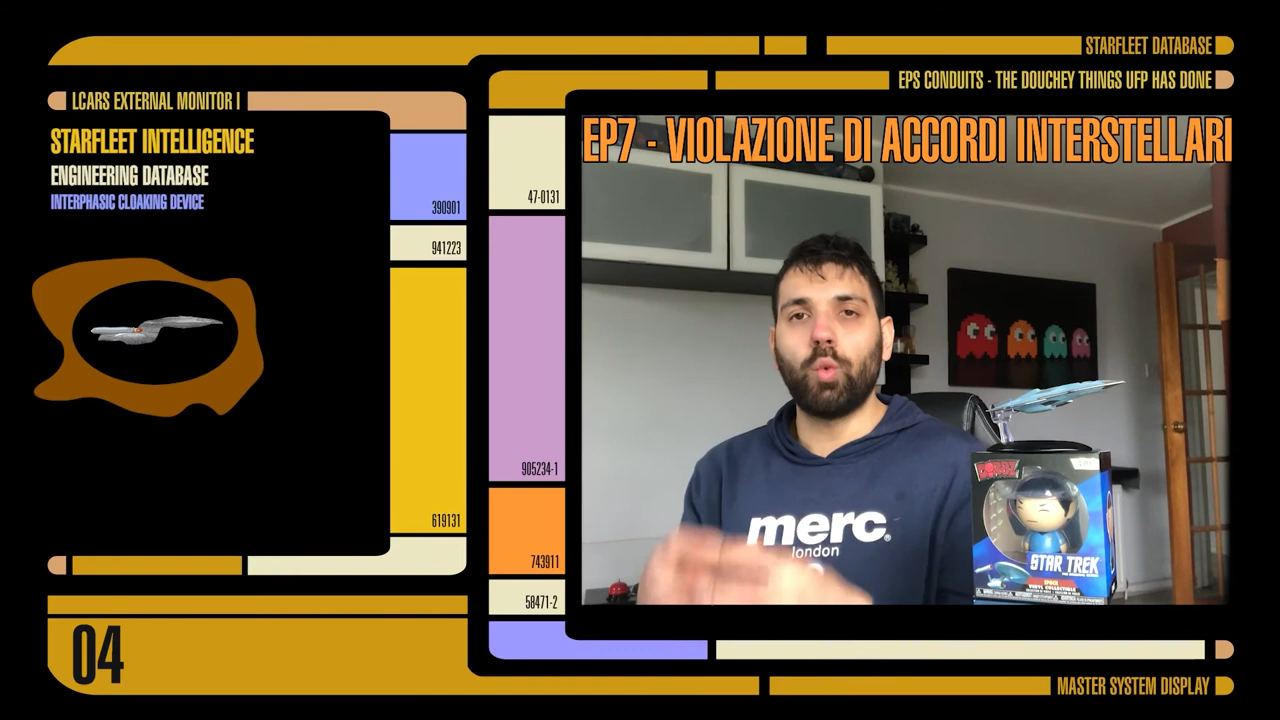 STARFLEET DATABASE
EPS CONDUITS - THE DOUCHEY THINGS UFP HAS DONE
LCARS EXTERNAL MONITOR I
STARFLEET INTELLIGENCE
ENGINEERING DATABASE
INTERPHASIC CLOAKING DEVICE
390901
941223
619131
47-0131
905234-1
743911
58471-2
EP7 - VIOLAZIONE DI ACCORDI INTERSTELLARI
merc
london
STAR TREK
SPOCK
VINYL COLLECTIBLE
04
MASTER SYSTEM DISPLAY